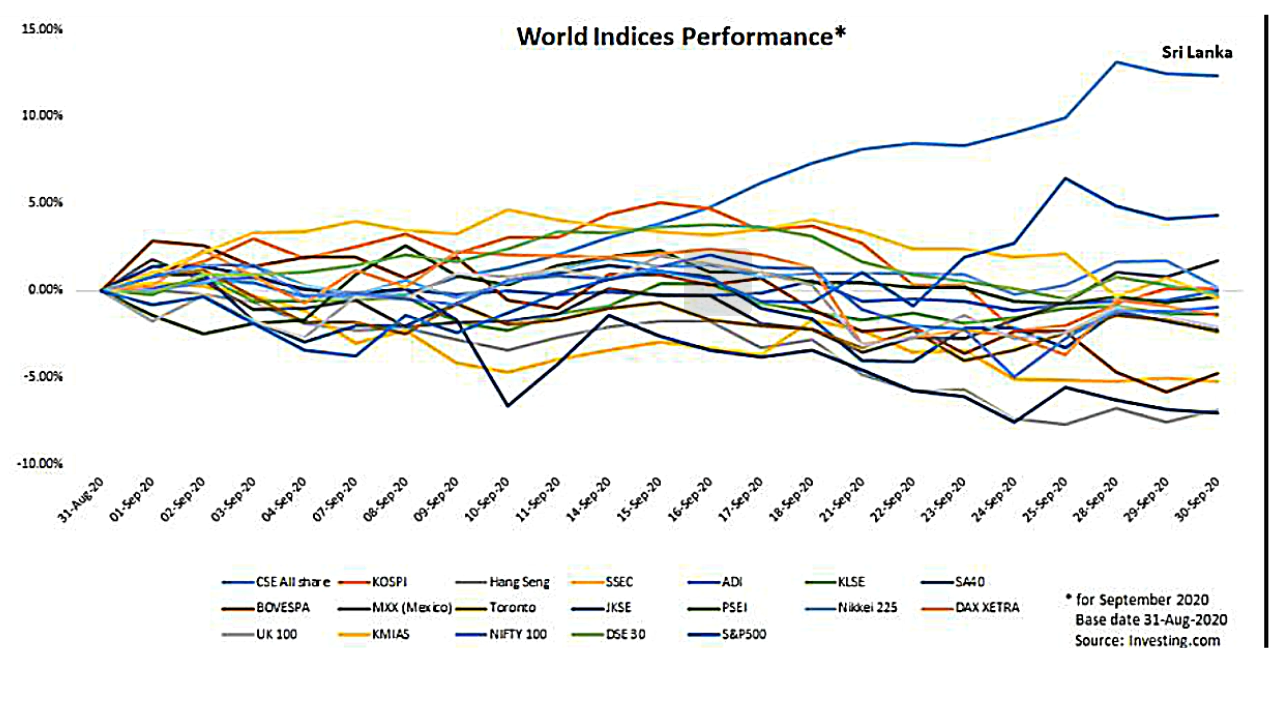 World Indices Performance*
Sri Lanka
15.00%
10.00%
5.00%
0.00%
-5.00%
-10.00%
31-Aug-20
01-Sep-20
02-Sep-20
03-Sep-20
04-Sep-20
07-Sep-20
08-Sep-20
09-Sep-20
10-Sep-20
11-Sep-20
14-Sep-20
15-Sep-20
16-Sep-20
17-Sep-20
18-Sep-20
21-Sep-20
22-Sep-20
23-Sep-20
24-Sep-20
25-Sep-20
28-Sep-20
29-Sep-20
30-Sep-20
CSE All share KOSPI Hang Seng SSEC ADI KLSE SA40
BOVESPA MXX (Mexico) Toronto JKSE PSEI Nikkei 225 DAX XETRA
UK 100 KMIAS NIFTY 100 DSE 30 S&P500
* for September 2020
Base date 31-Aug-2020
Source: Investing.com